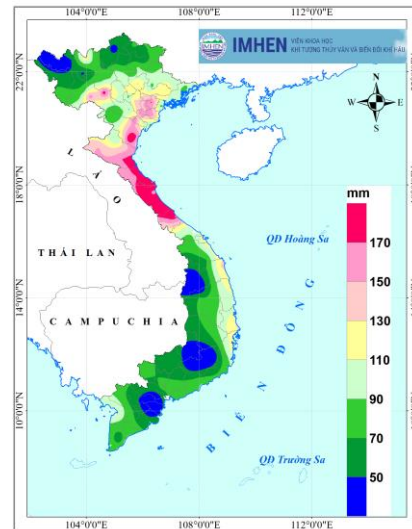 104°0'0"E 108°0'0"E 112°0'0"E
IMHEN
VIỆN KHOA HỌC
KHÍ TƯỢNG THỦY VĂN VÀ BIẾN ĐỔI KHÍ HẬU
22°0'0"N
N
W E
S
LÀO
18°0'0"N
mm
QĐ Hoàng Sa
170
THÁI LAN
150
14°0'0"N
130
CAMPUCHIA
110
90
10°0'0"N
70
BIỂN ĐÔNG
QĐ Trường Sa
50
104°0'0"E 108°0'0"E 112°0'0"E